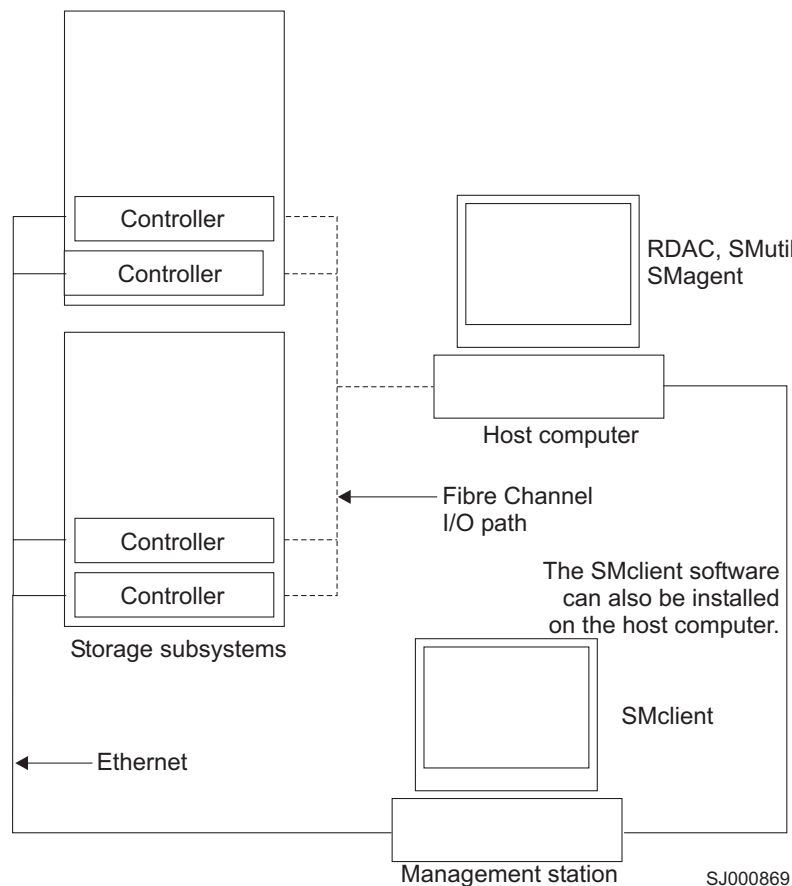 Controller
Controller
RDAC, SMutil
SMagent
Host computer
Fibre Channel
I/O path
Controller
Controller
The SMclient software
can also be installed
on the host computer.
Storage subsystems
SMclient
Ethernet
Management station
SJ000869